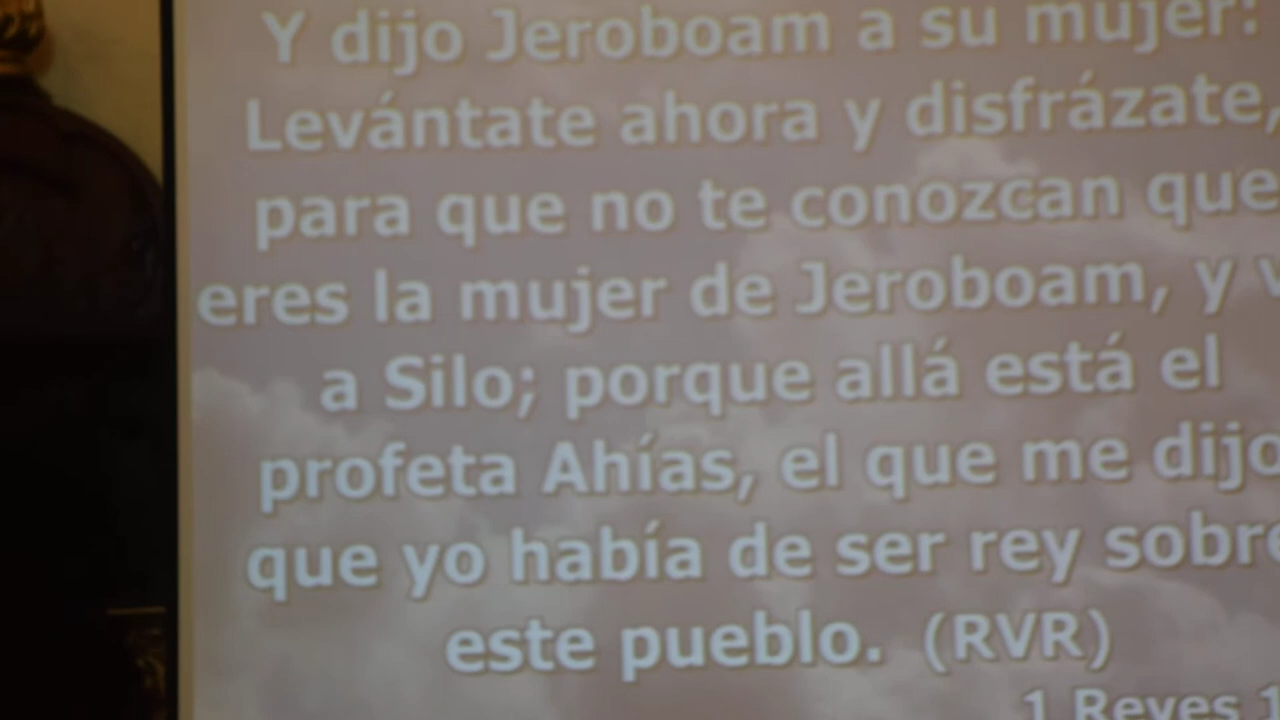 Y dijo Jeroboam a su mujer:
Levántate ahora y disfrázate,
para que no te conozcan que
eres la mujer de Jeroboam, y v
a Silo; porque allá está el
profeta Ahías, el que me dijo
que yo había de ser rey sobre
este pueblo. (RVR)
1 Reyes 1